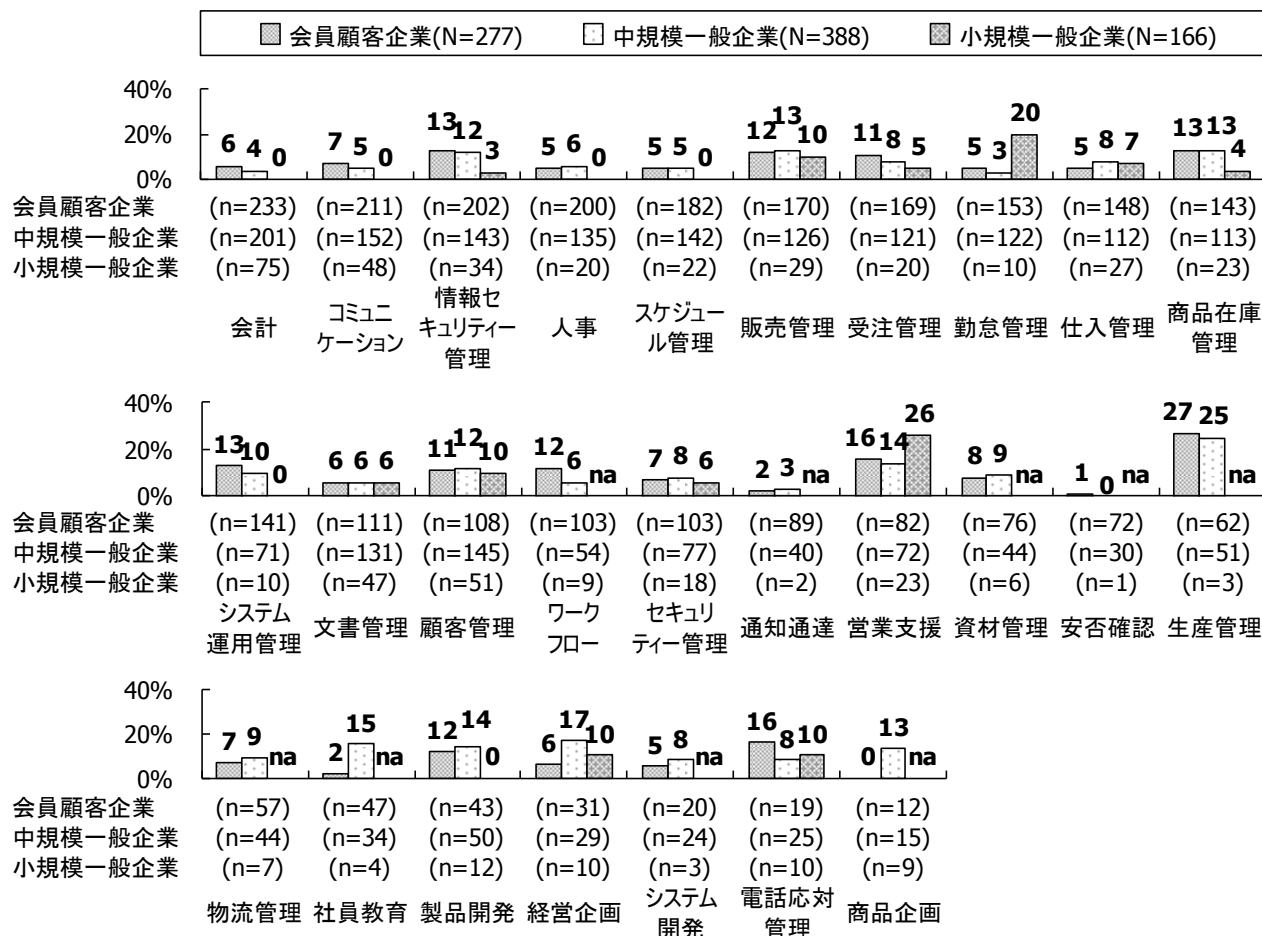 会員顧客企業(N=277) 中規模一般企業(N=388) 小規模一般企業(N=166)
40%
20%
0%
6 4 0 7 5 0 13 12 3 5 6 0 5 5 0 12 13 10 11 8 5 5 3 20 5 8 7 13 13 4
会員顧客企業 (n=233) (n=211) (n=202) (n=200) (n=182) (n=170) (n=169) (n=153) (n=148) (n=143)
中規模一般企業 (n=201) (n=152) (n=143) (n=135) (n=142) (n=126) (n=121) (n=122) (n=112) (n=113)
小規模一般企業 (n=75) (n=48) (n=34) (n=20) (n=22) (n=29) (n=20) (n=10) (n=27) (n=23)
会計
コミュニ
ケーション
情報セ
キュリティー
管理
人事
スケジュー
ル管理
販売管理
受注管理
勤怠管理
仕入管理
商品在庫
管理
40%
20%
0%
13 10 0 6 6 6 11 12 10 12 6 na 7 8 6 2 3 na 16 14 26 8 9 na 1 0 na 27 25 na
会員顧客企業 (n=141) (n=111) (n=108) (n=103) (n=103) (n=89) (n=82) (n=76) (n=72) (n=62)
中規模一般企業 (n=71) (n=131) (n=145) (n=54) (n=77) (n=40) (n=72) (n=44) (n=30) (n=51)
小規模一般企業 (n=10) (n=47) (n=51) (n=9) (n=18) (n=2) (n=23) (n=6) (n=1) (n=3)
システム
運用管理
文書管理
顧客管理
ワーク
フロー
セキュリ
ティー管理
通知通達
営業支援
資材管理
安否確認
生産管理
40%
20%
0%
7 9 na 2 15 na 12 14 0 6 17 10 5 8 na 16 8 10 0 13 na
会員顧客企業 (n=57) (n=47) (n=43) (n=31) (n=20) (n=19) (n=12)
中規模一般企業 (n=44) (n=34) (n=50) (n=29) (n=24) (n=25) (n=15)
小規模一般企業 (n=7) (n=4) (n=12) (n=10) (n=3) (n=10) (n=9)
物流管理
社員教育
製品開発
経営企画
システム
開発
電話応対
管理
商品企画